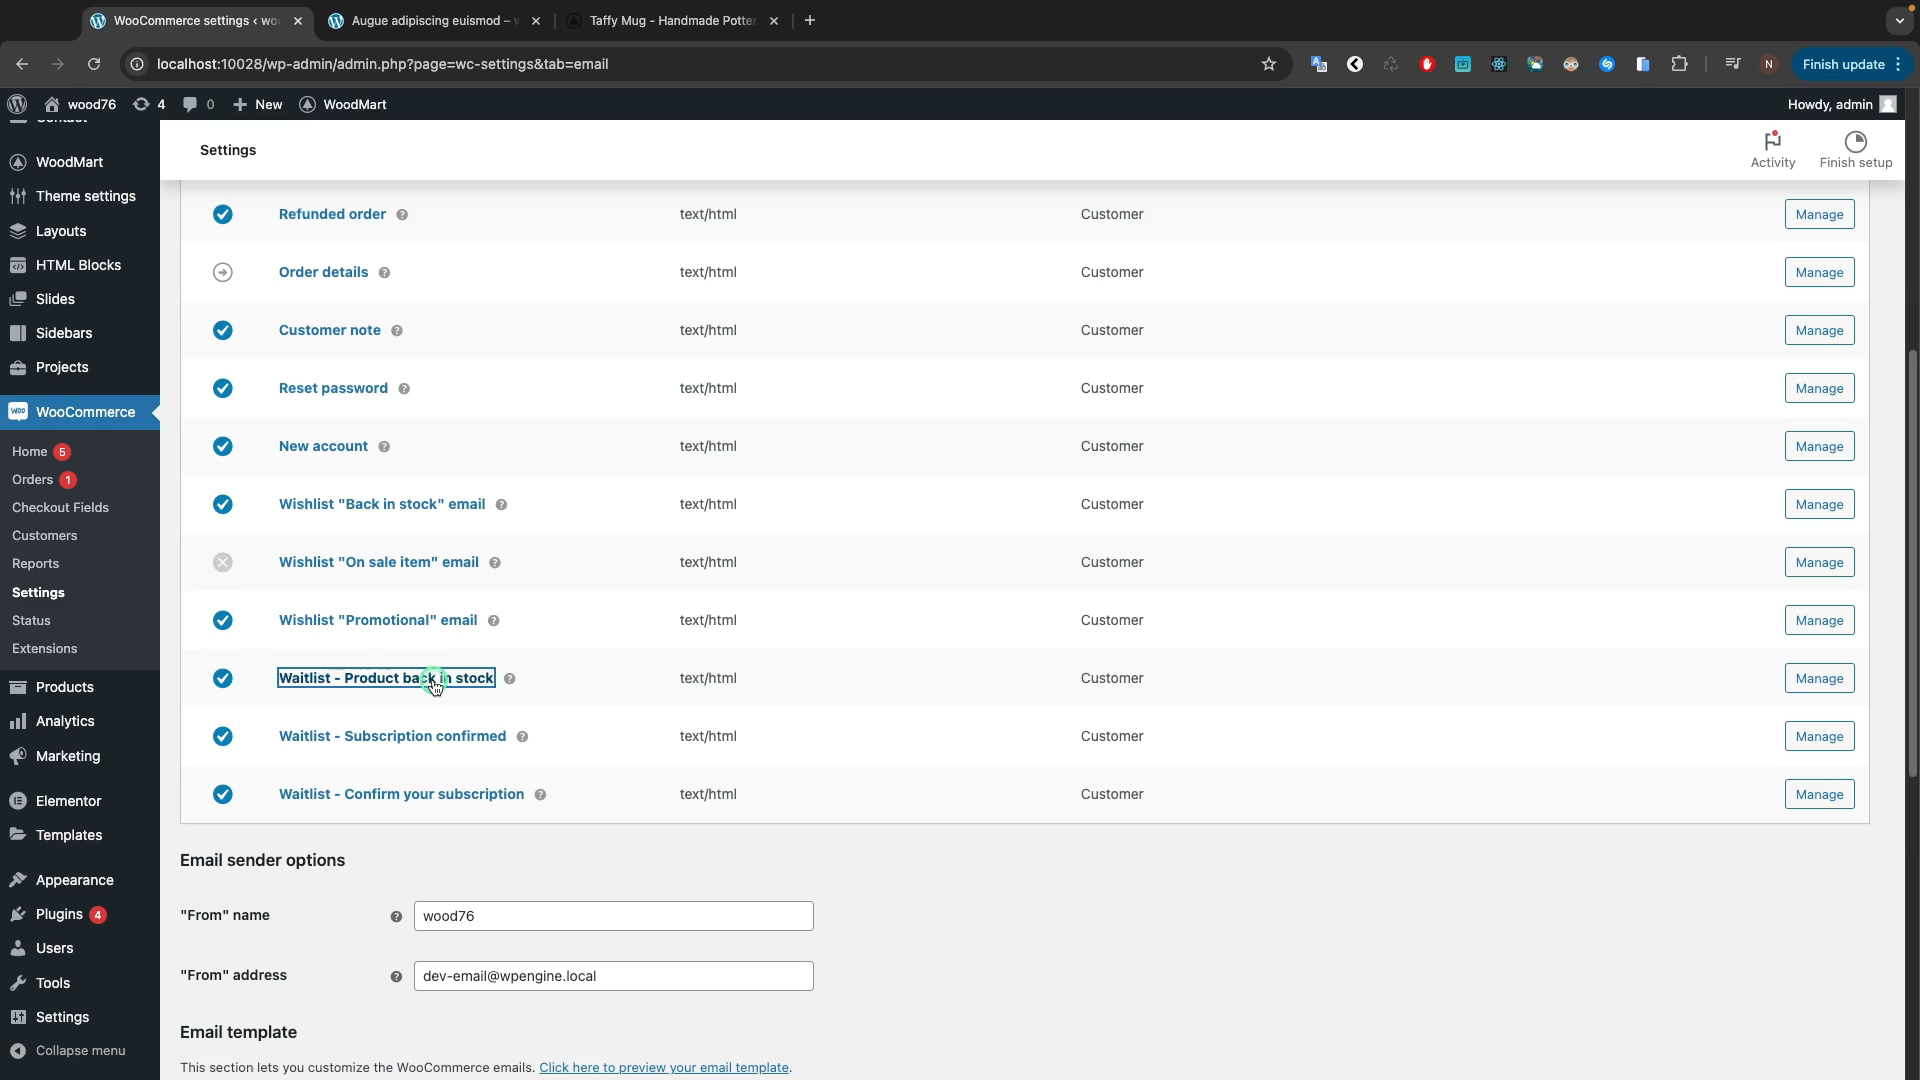 WooCommerce settings ‹ woo
Augue adipiscing euismod – w
Taffy Mug - Handmade Potter
localhost:10028/wp-admin/admin.php?page=wc-settings&tab=email
N
Finish update
wood76
4
0
New
WoodMart
Howdy, admin
Contact
WoodMart
Theme settings
Layouts
HTML Blocks
Slides
Sidebars
Projects
WooCommerce
Home 5
Orders 1
Checkout Fields
Customers
Reports
Settings
Status
Extensions
Products
Analytics
Marketing
Elementor
Templates
Appearance
Plugins 4
Users
Tools
Settings
Collapse menu
Settings
Activity
Finish setup
Refunded order text/html Customer Manage
Order details text/html Customer Manage
Customer note text/html Customer Manage
Reset password text/html Customer Manage
New account text/html Customer Manage
Wishlist "Back in stock" email text/html Customer Manage
Wishlist "On sale item" email text/html Customer Manage
Wishlist "Promotional" email text/html Customer Manage
Waitlist - Product back in stock text/html Customer Manage
Waitlist - Subscription confirmed text/html Customer Manage
Waitlist - Confirm your subscription text/html Customer Manage
Email sender options
"From" name wood76
"From" address dev-email@wpengine.local
Email template
This section lets you customize the WooCommerce emails. Click here to preview your email template.